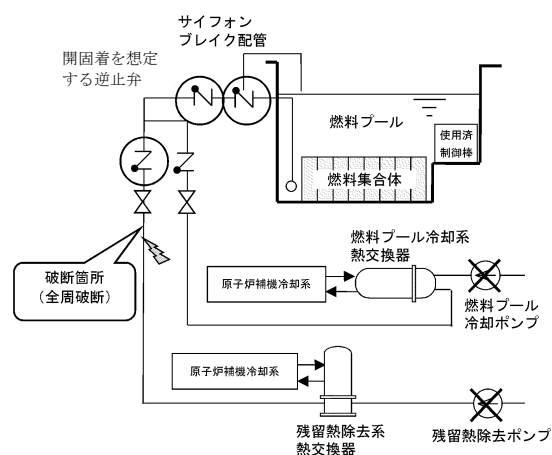 サイフォン
ブレイク配管
開固着を想定
する逆止弁
燃料プール
使用済
制御棒
燃料集合体
破断箇所
（全周破断）
燃料プール冷却系
熱交換器
原子炉補機冷却系
燃料プール
冷却ポンプ
原子炉補機冷却系
残留熱除去系
熱交換器
残留熱除去ポンプ